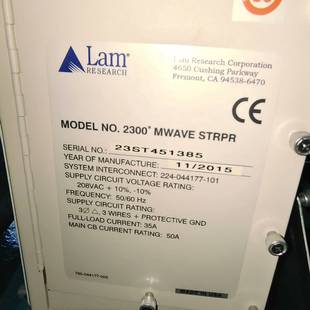 Lam
RESEARCH
Lam Research Corporation
4650 Cushing Parkway
Fremont, CA 94538-6470
CE
MODEL NO. 2300® MWAVE STRPR
SERIAL NO.: 23ST451385
YEAR OF MANUFACTURE: 11/2015
SYSTEM INTERCONNECT: 224-044177-101
SUPPLY CIRCUIT VOLTAGE RATING:
208VAC + 10%, -10%
FREQUENCY: 50/60 Hz
SUPPLY CIRCUIT RATING:
3Ø △, 3 WIRES + PROTECTIVE GND
FULL-LOAD CURRENT: 35A
MAIN CB CURRENT RATING: 50A
MADE IN USA